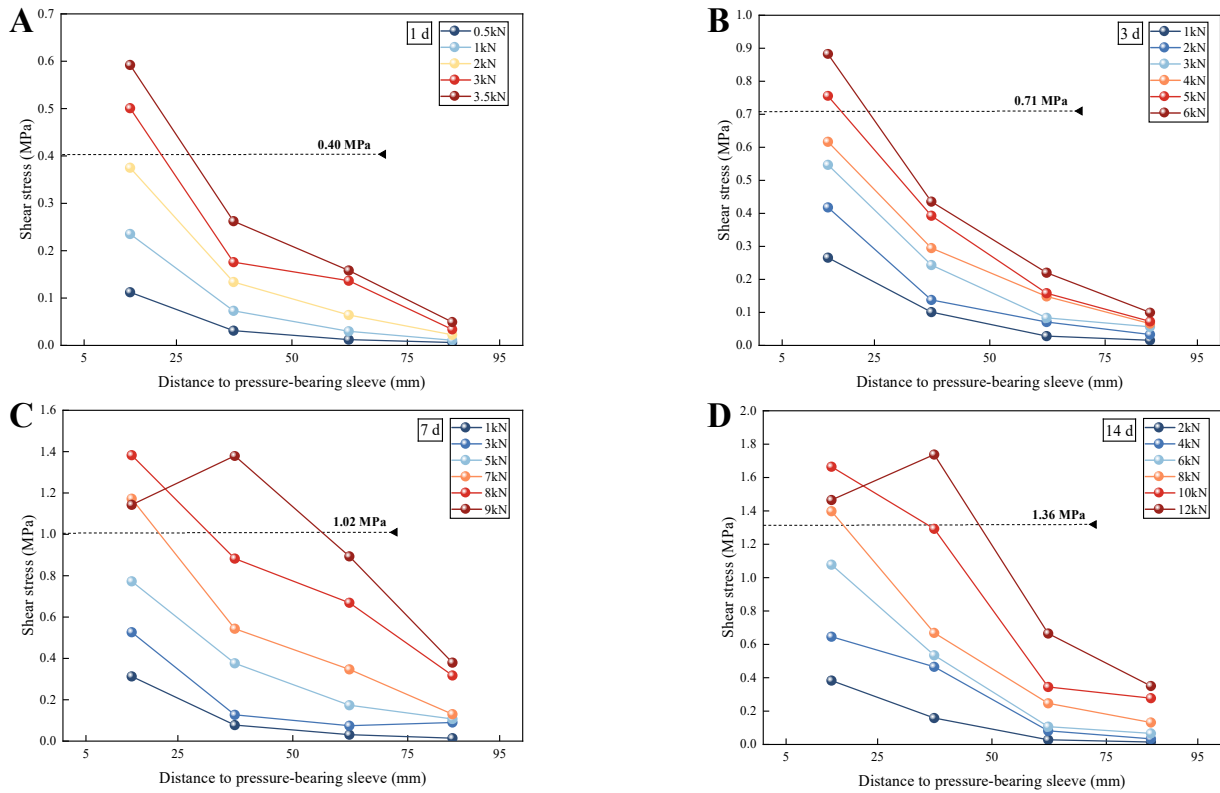 A
1 d
0.5kN
1kN
2kN
3kN
3.5kN
0.40 MPa
Shear stress (MPa)
0.7
0.6
0.5
0.4
0.3
0.2
0.1
0.0
5 25 50 75 95
Distance to pressure-bearing sleeve (mm)
B
3 d
1kN
2kN
3kN
4kN
5kN
6kN
0.71 MPa
Shear stress (MPa)
1.0
0.9
0.8
0.7
0.6
0.5
0.4
0.3
0.2
0.1
0.0
5 25 50 75 95
Distance to pressure-bearing sleeve (mm)
C
7 d
1kN
3kN
5kN
7kN
8kN
9kN
1.02 MPa
Shear stress (MPa)
1.6
1.4
1.2
1.0
0.8
0.6
0.4
0.2
0.0
5 25 50 75 95
Distance to pressure-bearing sleeve (mm)
D
14 d
2kN
4kN
6kN
8kN
10kN
12kN
1.36 MPa
Shear stress (MPa)
2.0
1.8
1.6
1.4
1.2
1.0
0.8
0.6
0.4
0.2
0.0
5 25 50 75 95
Distance to pressure-bearing sleeve (mm)